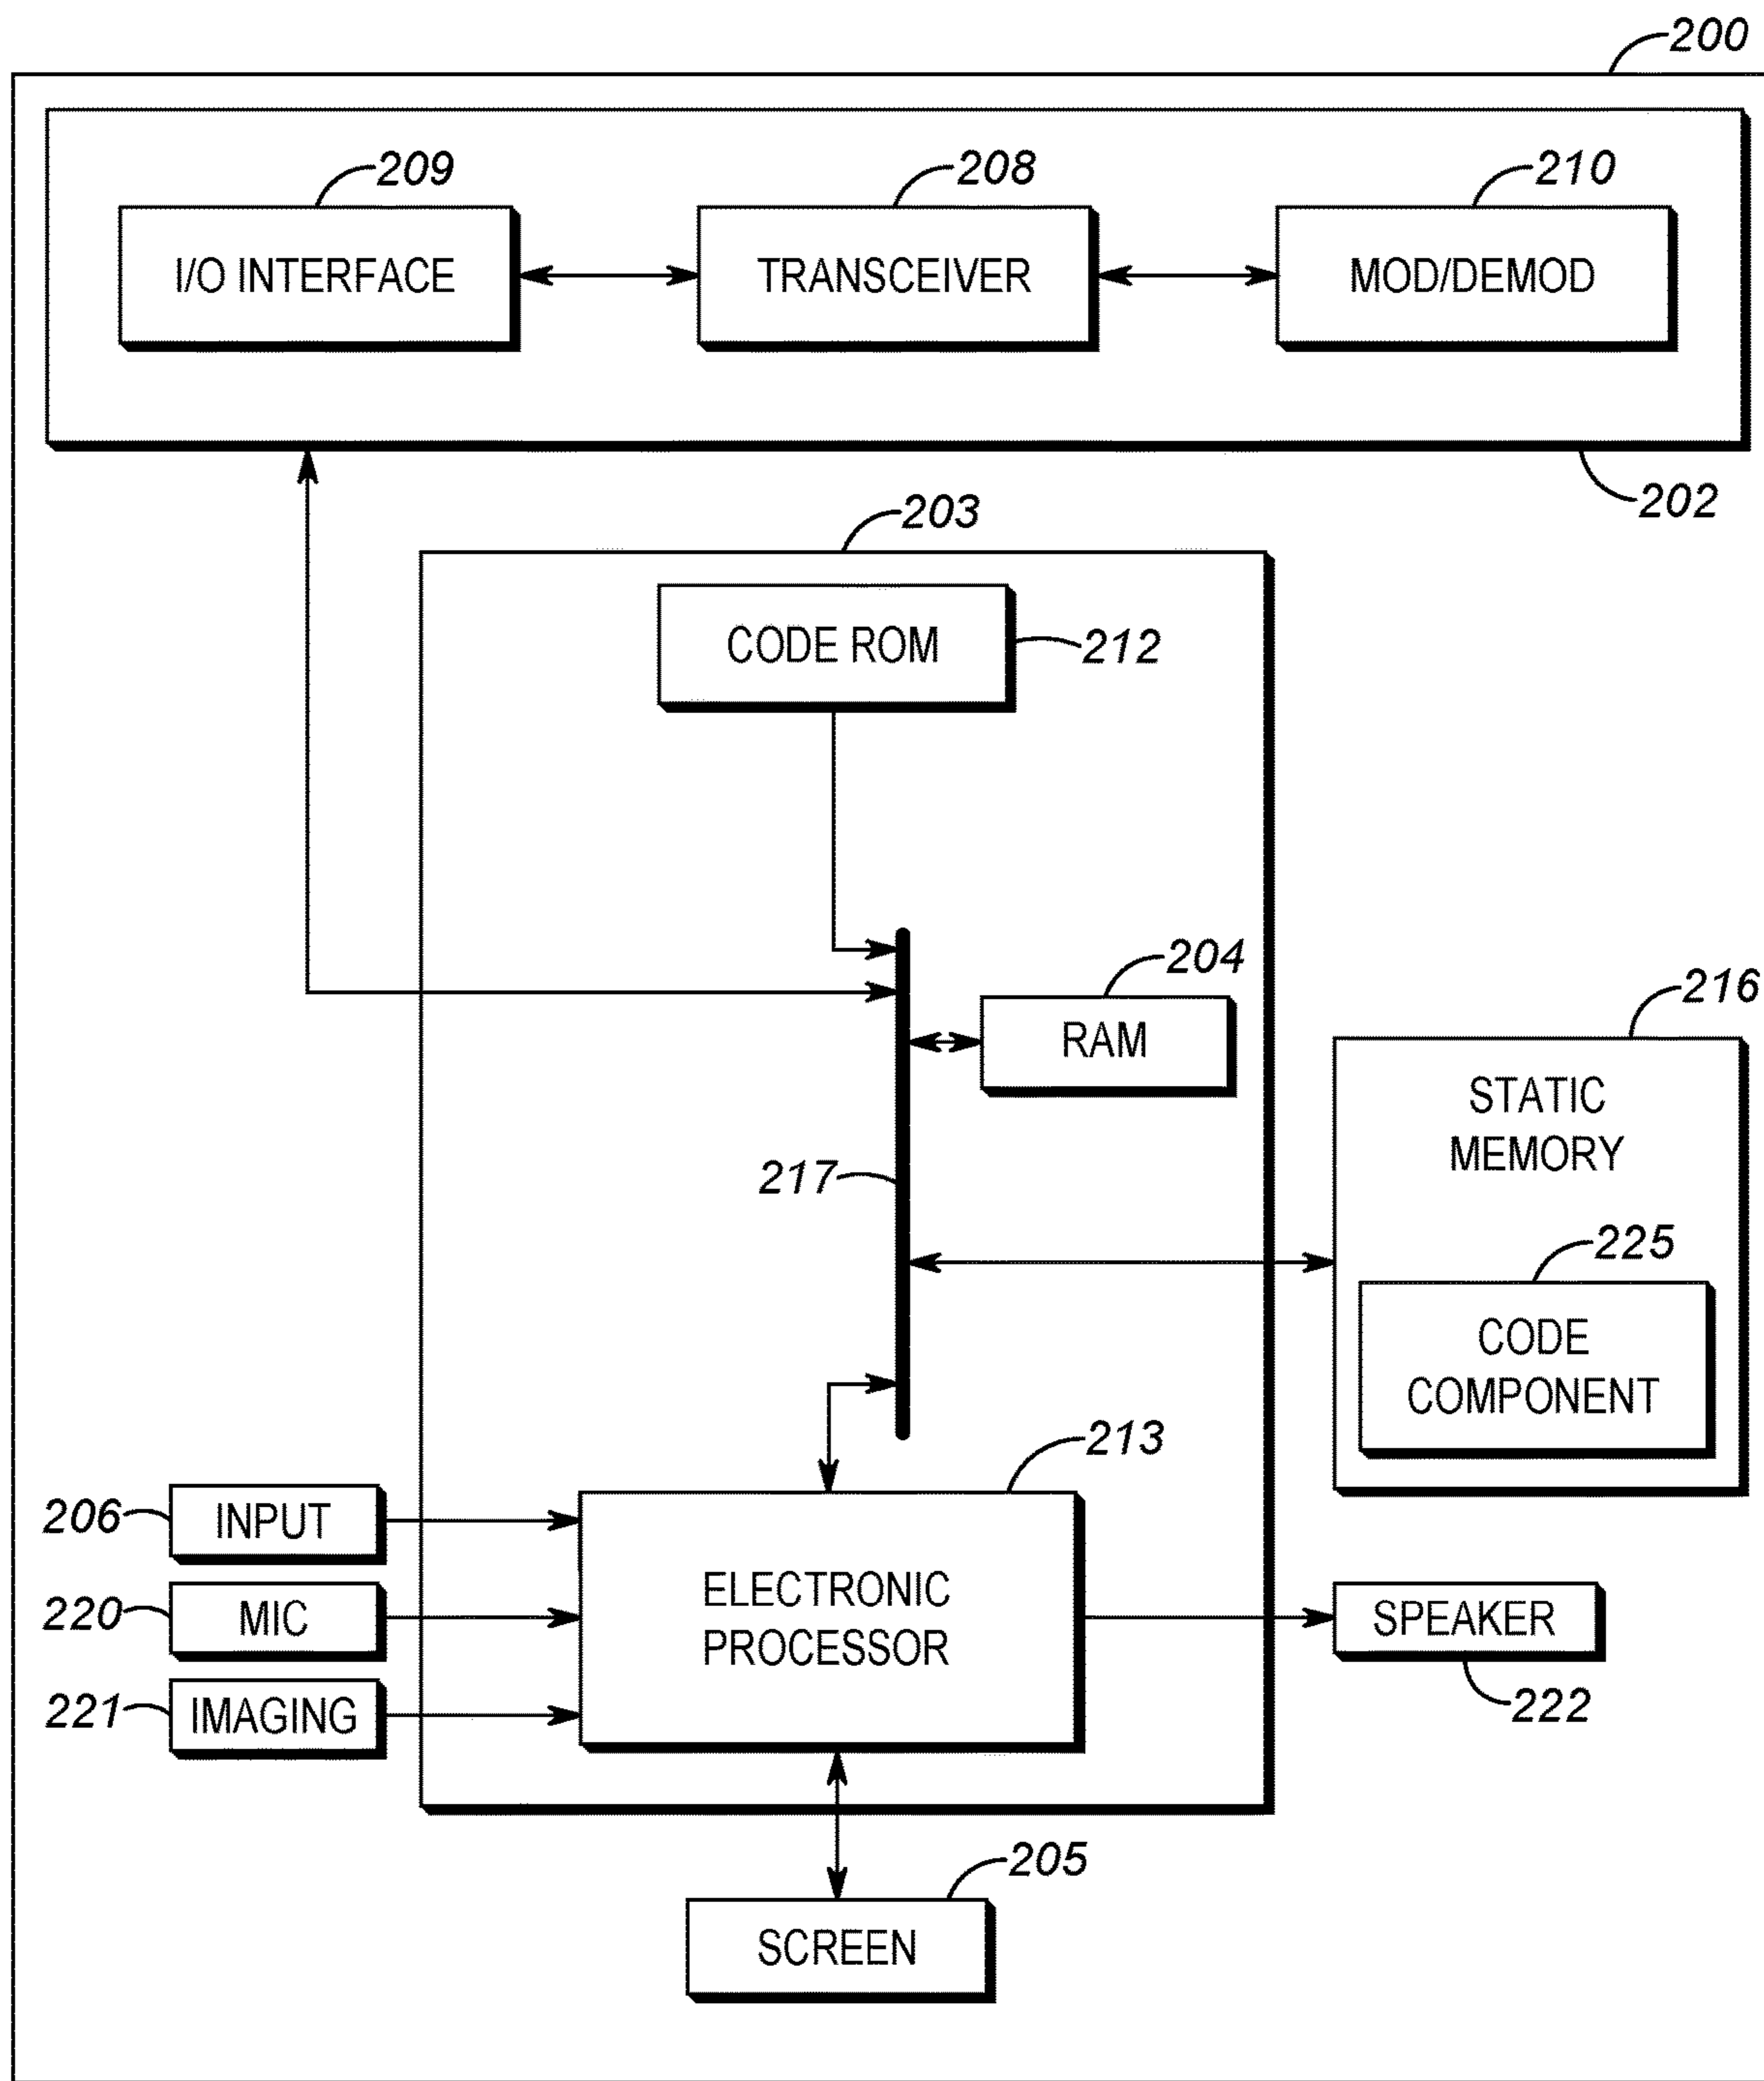 200
209
208
210
I/O INTERFACE
TRANSCEIVER
MOD/DEMOD
202
203
CODE ROM
212
204
RAM
216
STATIC
MEMORY
217
225
CODE
COMPONENT
213
206
INPUT
220
MIC
221
IMAGING
ELECTRONIC
PROCESSOR
SPEAKER
222
205
SCREEN